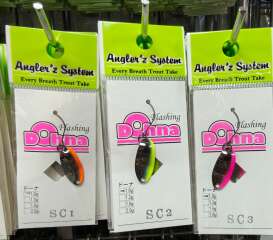 Angler'z System
Every Breath Trout Take
Flashing
Donna
SC1
Angler'z System
Every Breath Trout Take
Flashing
Donna
SC2
Angler'z System
Every Breath Trout Take
Flashing
Donna
SC3